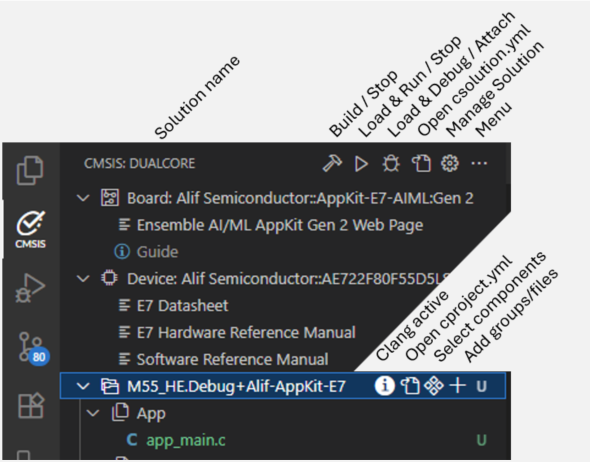 Solution name
Build / Stop
Load & Run / Stop
Load & Debug / Attach
Open csolution.yml
Manage Solution
Menu
CMSIS: DUALCORE
Board: Alif Semiconductor::AppKit-E7-AIML:Gen 2
CMSIS
Ensemble AI/ML AppKit Gen 2 Web Page
Guide
Device: Alif Semiconductor::AE722F80F55D5LS
E7 Datasheet
E7 Hardware Reference Manual
Software Reference Manual
80
Clang active
Open cproject.yml
Select components
Add groups/files
M55_HE.Debug+Alif-AppKit-E7 U
App
C app_main.c U